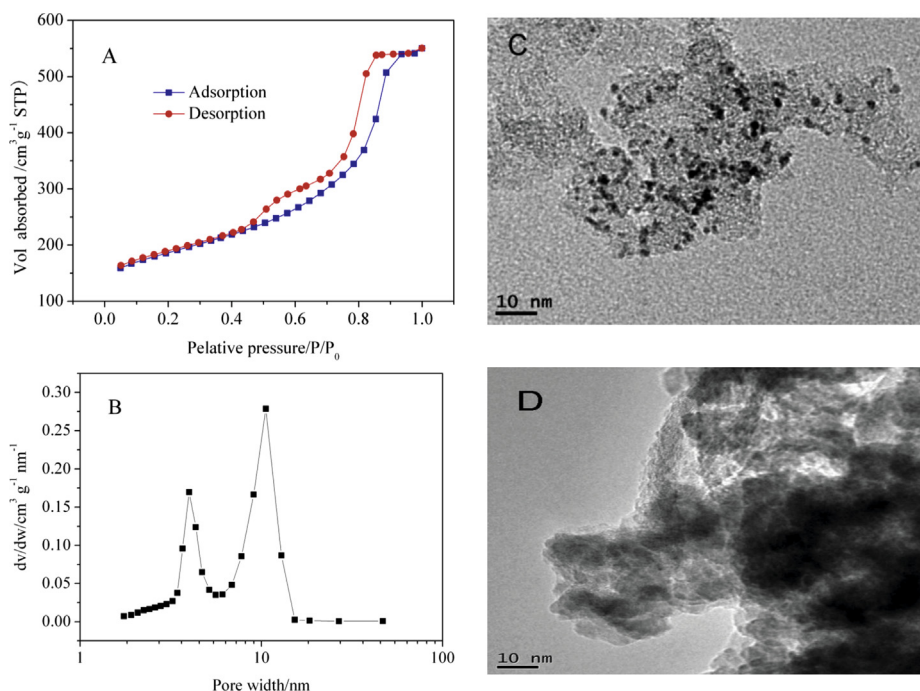 A
600
500
400
300
200
100
Vol absorbed /cm³g⁻¹ STP）
Adsorption
Desorption
0.0 0.2 0.4 0.6 0.8 1.0
Pelative pressure/P/P₀
B
0.30
0.25
0.20
0.15
0.10
0.05
0.00
dv/dw/cm³ g⁻¹ nm⁻¹
1 10 100
Pore width/nm
C
10 nm
D
10 nm